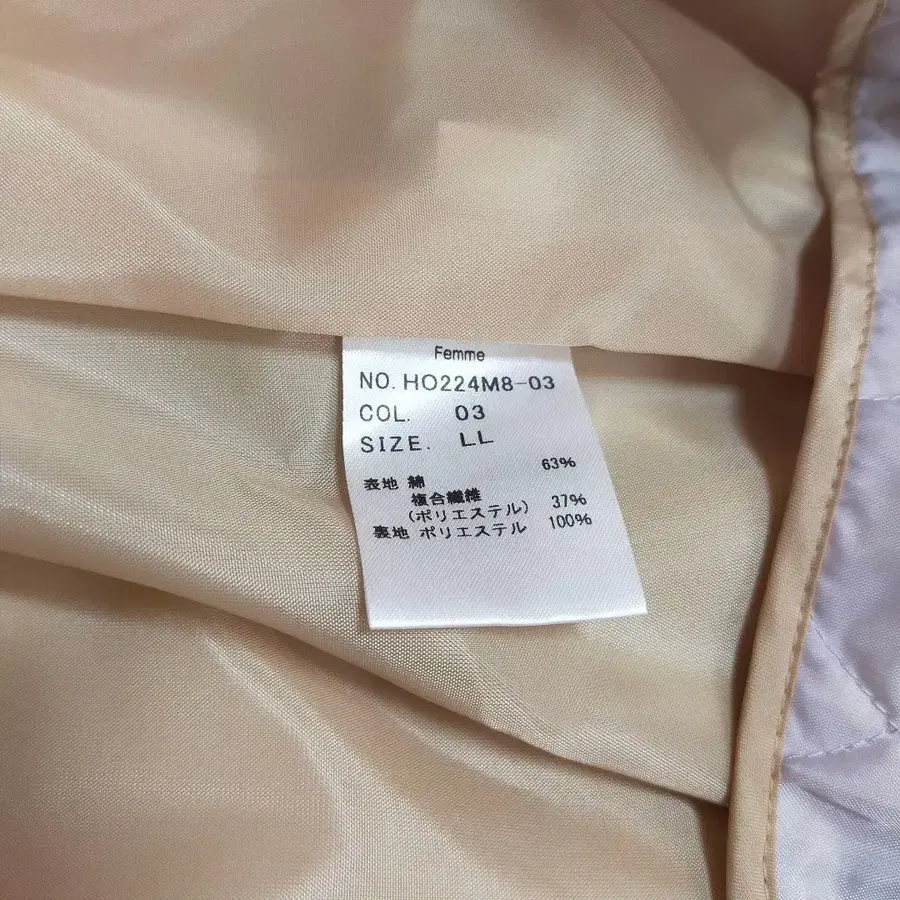 Femme
NO. HO224M8-03
COL. 03
SIZE. LL
表地 綿 63%
複合繊維
(ポリエステル) 37%
裏地 ポリエステル 100%